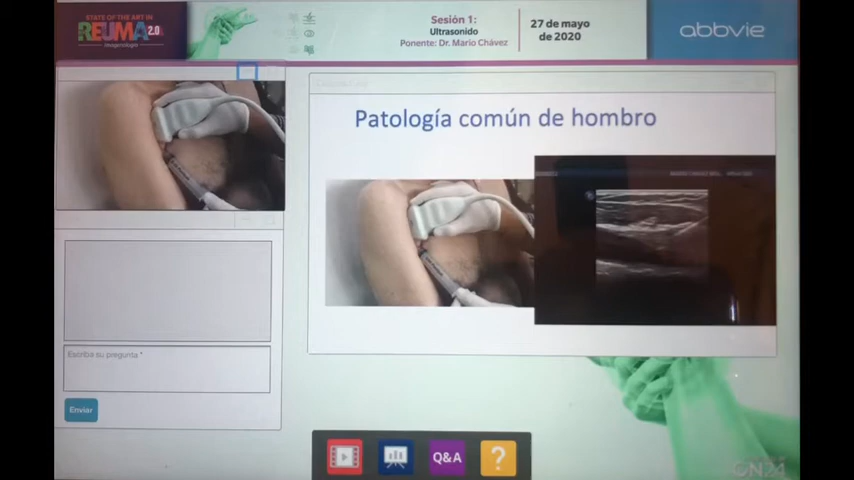 STATE OF THE ART IN
REUMA 2.0
Imagenología
Sesión 1:
Ultrasonido
Ponente: Dr. Mario Chávez
27 de mayo
de 2020
abbvie
Patología común de hombro
Escriba su pregunta *
Enviar
Q&A
?